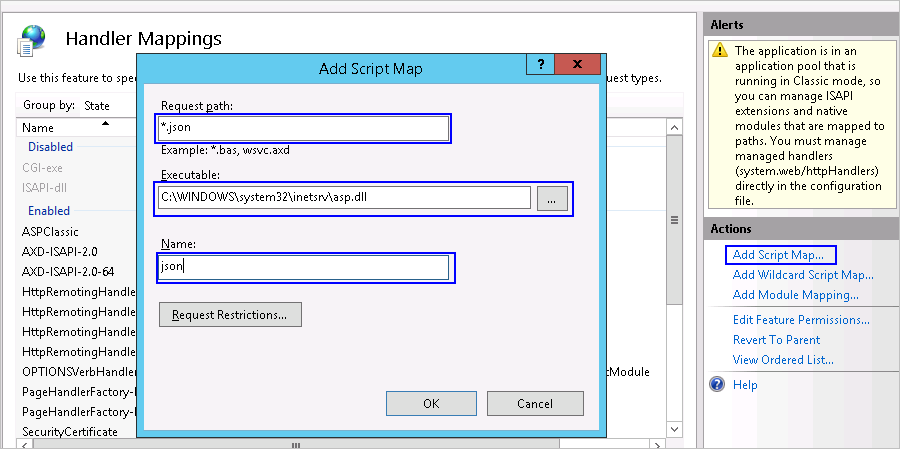 Handler Mappings
Use this feature to spe
uest types.
Group by: State
Name
Disabled
CGI-exe
ISAPI-dll
Enabled
ASPClassic
AXD-ISAPI-2.0
AXD-ISAPI-2.0-64
HttpRemotingHandle
HttpRemotingHandle
HttpRemotingHandle
HttpRemotingHandle
OPTIONSVerbHandler
tModule
PageHandlerFactory-I
PageHandlerFactory-I
SecurityCertificate
Add Script Map
?
x
Request path:
*.json
Example: *.bas, wsvc.axd
Executable:
C:\WINDOWS\system32\inetsrv\asp.dll
...
Name:
json
Request Restrictions...
OK
Cancel
Alerts
The application is in an
application pool that is
running in Classic mode, so
you can manage ISAPI
extensions and native
modules that are mapped to
paths. You must manage
managed handlers
(system.web/httpHandlers)
directly in the configuration
file.
Actions
Add Script Map...
Add Wildcard Script Map...
Add Module Mapping...
Edit Feature Permissions...
Revert To Parent
View Ordered List...
Help